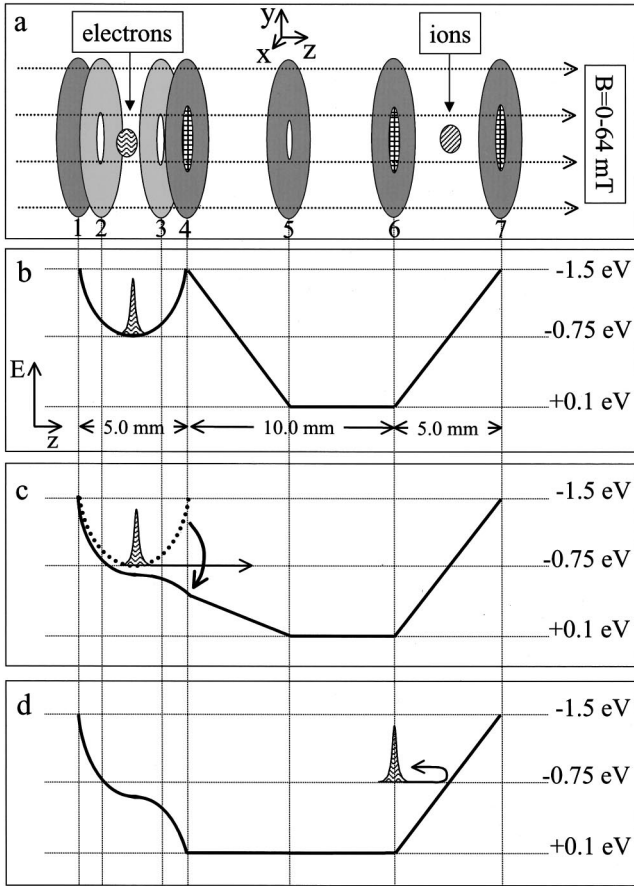 a
electrons
y
x
z
ions
B=0-64 mT
1
2
3
4
5
6
7
b
-1.5 eV
-0.75 eV
+0.1 eV
E
z
5.0 mm
10.0 mm
5.0 mm
c
-1.5 eV
-0.75 eV
+0.1 eV
d
-1.5 eV
-0.75 eV
+0.1 eV